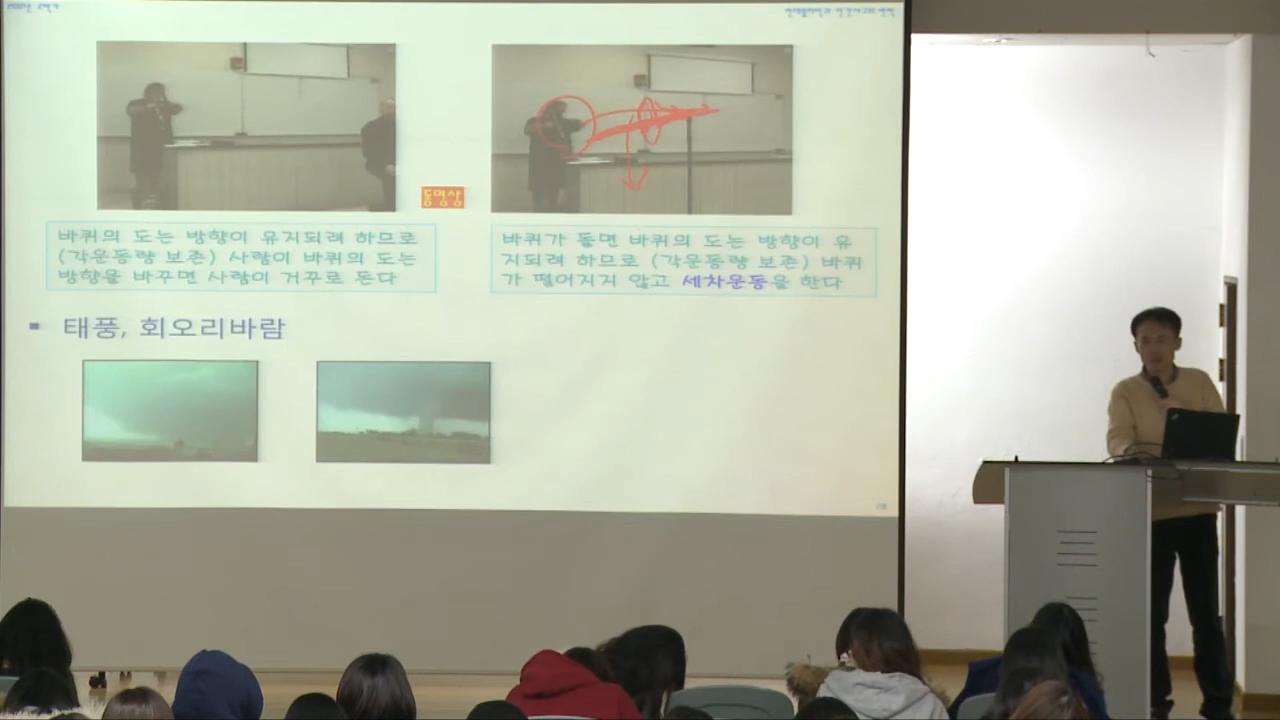 동영상
바퀴의 도는 방향이 유지되려 하므로
(각운동량 보존) 사람이 바퀴의 도는
방향을 바꾸면 사람이 거꾸로 돈다
바퀴가 돌면 바퀴의 도는 방향이 유
지되려 하므로 (각운동량 보존) 바퀴
가 떨어지지 않고 세차운동을 한다
태풍, 회오리바람